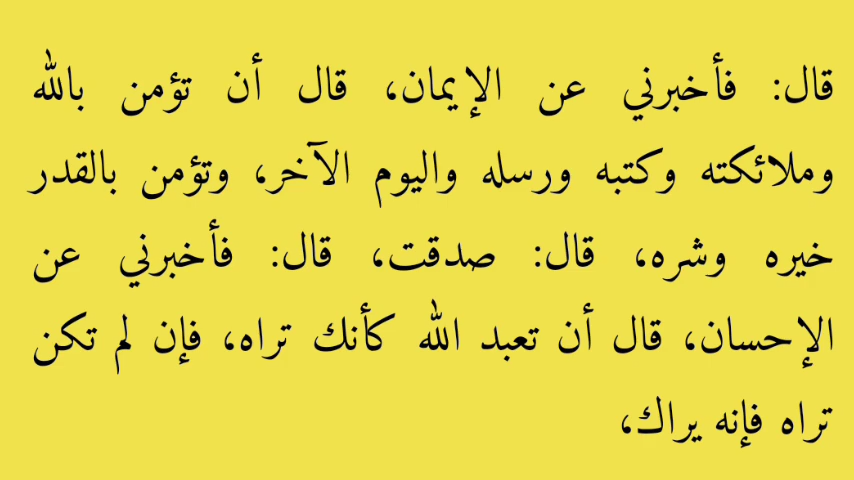 قال: فأخبرني عن الإيمان، قال أن تؤمن بالله
وملائكته وكتبه ورسله واليوم الآخر، وتؤمن بالقدر
خيره وشره، قال: صدقت، قال: فأخبرني عن
الإحسان، قال أن تعبد الله كأنك تراه، فإن لم تكن
تراه فإنه يراك،